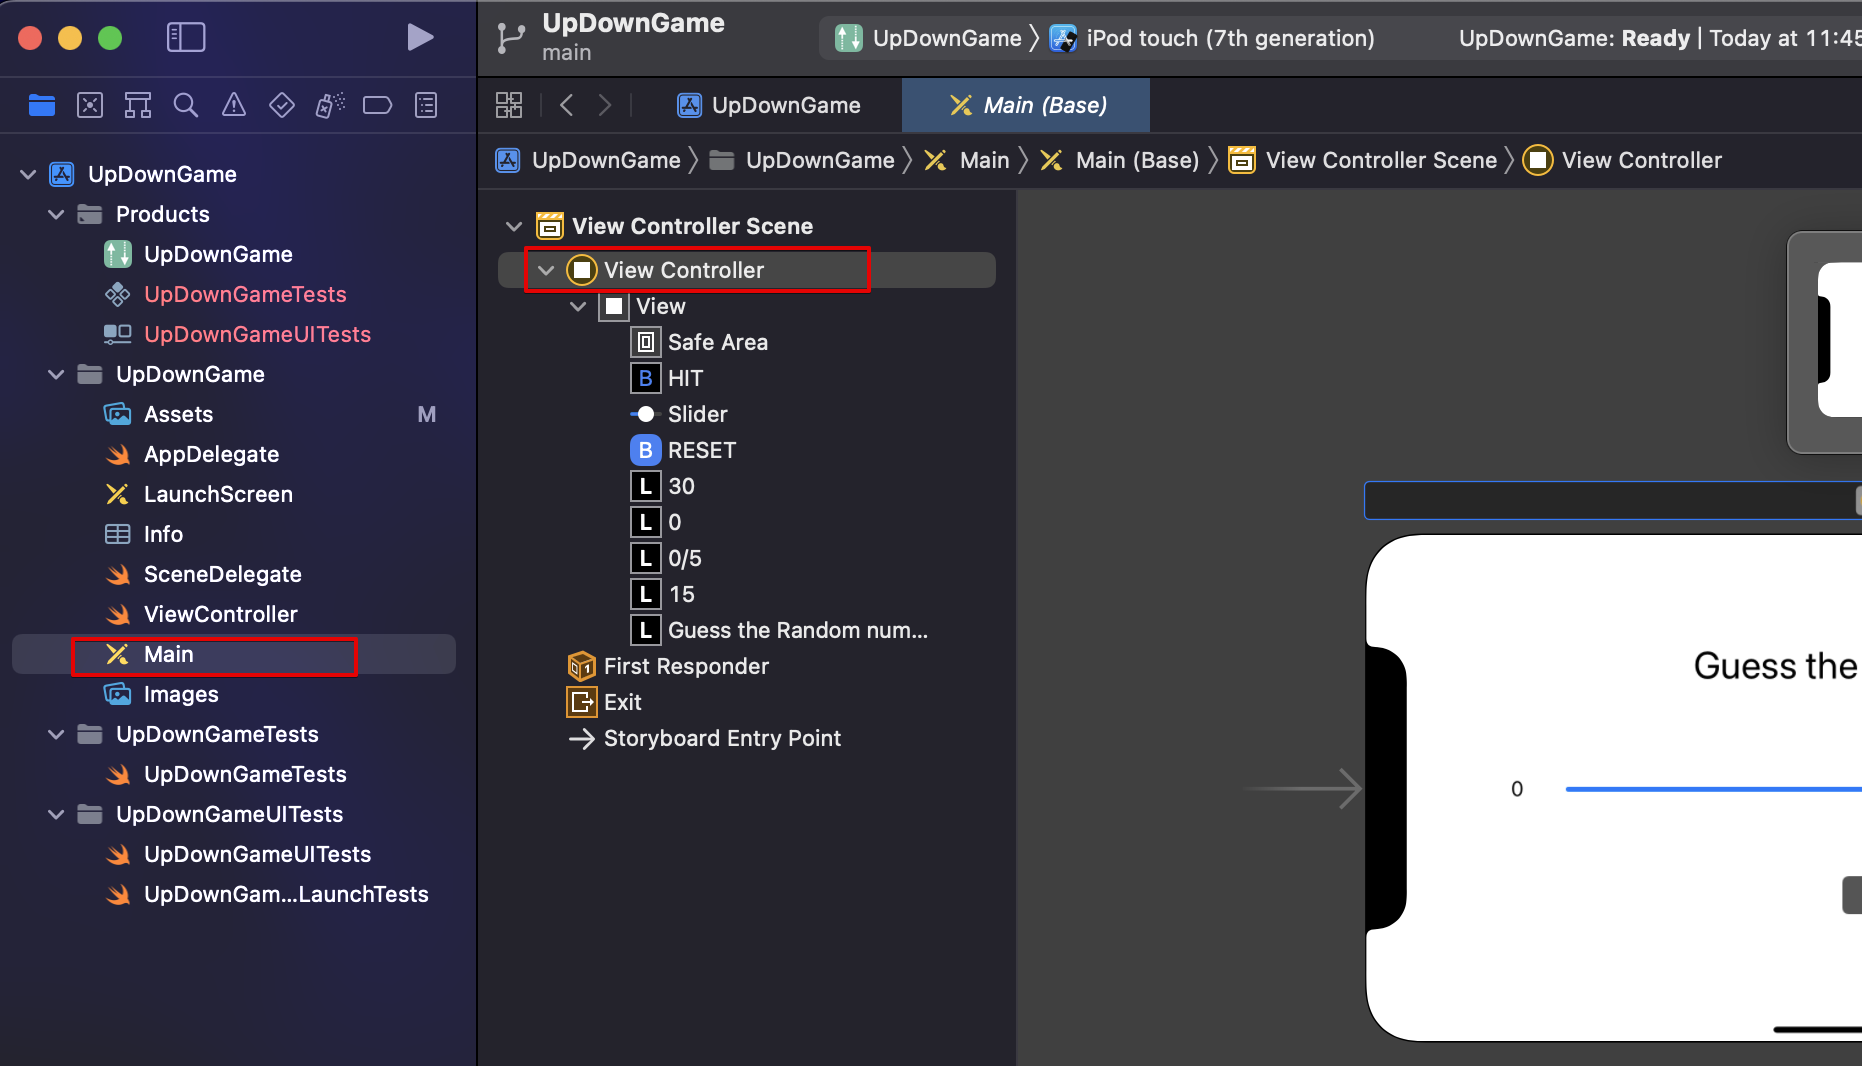 UpDownGame
main
UpDownGame 〉 iPod touch (7th generation)
UpDownGame: Ready | Today at 11:45
UpDownGame
Main (Base)
UpDownGame 〉 UpDownGame 〉 Main 〉 Main (Base) 〉 View Controller Scene 〉 View Controller
UpDownGame
Products
UpDownGame
UpDownGameTests
UpDownGameUITests
UpDownGame
Assets M
AppDelegate
LaunchScreen
Info
SceneDelegate
ViewController
Main
Images
UpDownGameTests
UpDownGameTests
UpDownGameUITests
UpDownGameUITests
UpDownGam...LaunchTests
View Controller Scene
View Controller
View
Safe Area
B HIT
Slider
B RESET
L 30
L 0
L 0/5
L 15
L Guess the Random num...
First Responder
Exit
Storyboard Entry Point
Guess the
0